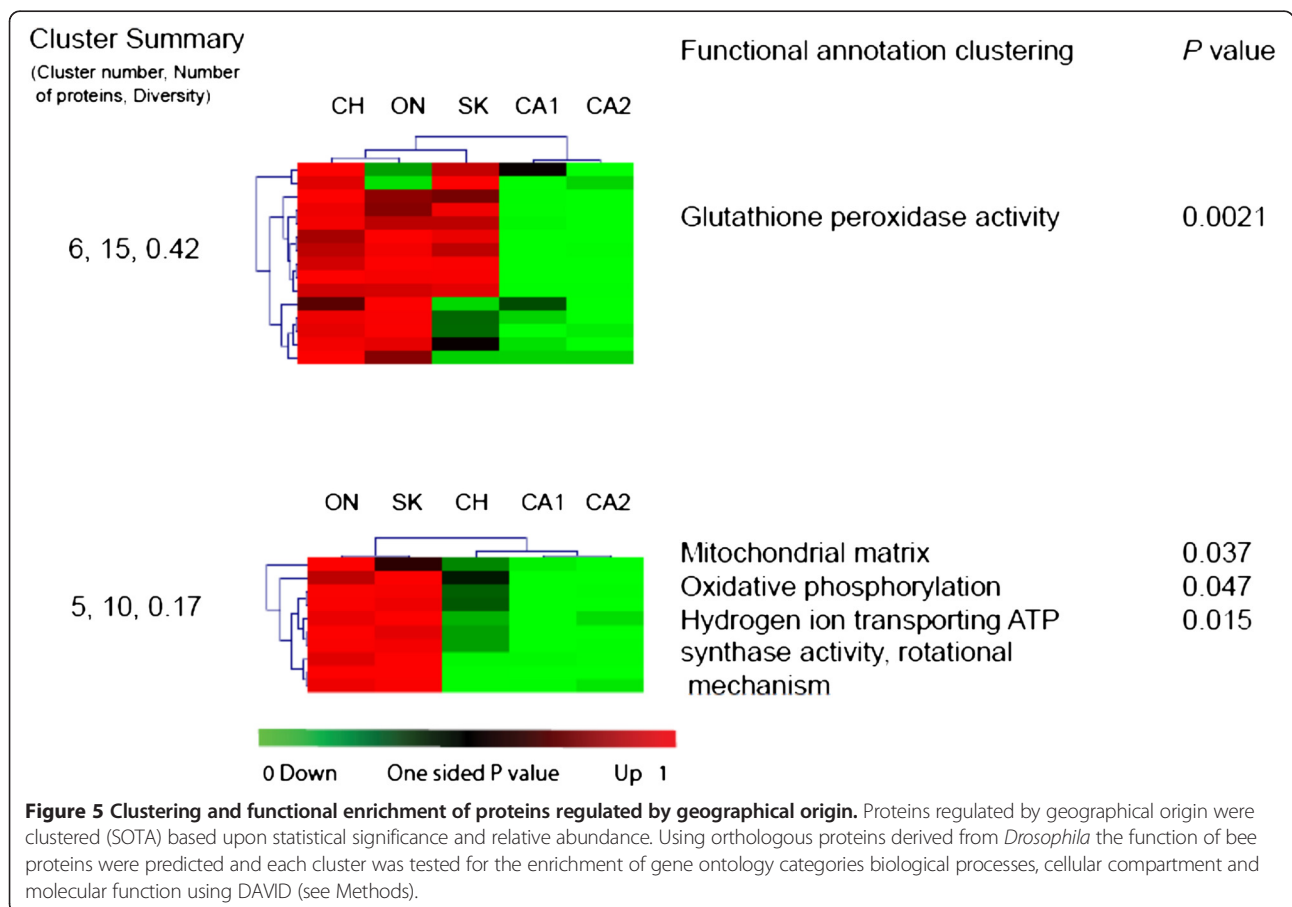 Cluster Summary
(Cluster number, Number
of proteins, Diversity)
Functional annotation clustering
P value
CH ON SK CA1 CA2
6, 15, 0.42
Glutathione peroxidase activity
0.0021
ON SK CH CA1 CA2
5, 10, 0.17
Mitochondrial matrix 0.037
Oxidative phosphorylation 0.047
Hydrogen ion transporting ATP 0.015
synthase activity, rotational
mechanism
0 Down One sided P value Up 1
Figure 5 Clustering and functional enrichment of proteins regulated by geographical origin. Proteins regulated by geographical origin were
clustered (SOTA) based upon statistical significance and relative abundance. Using orthologous proteins derived from Drosophila the function of bee
proteins were predicted and each cluster was tested for the enrichment of gene ontology categories biological processes, cellular compartment and
molecular function using DAVID (see Methods).